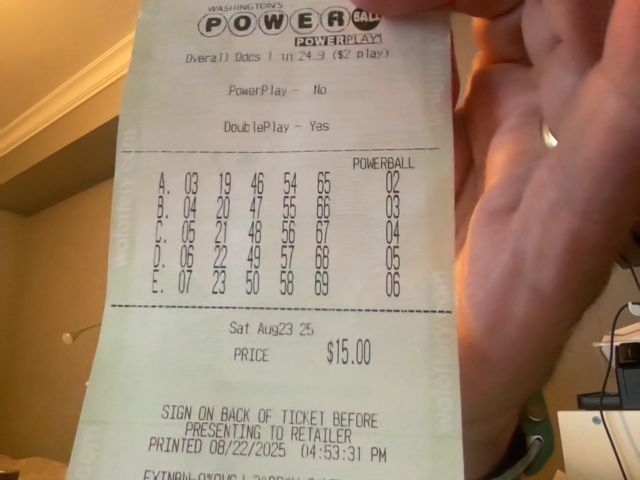 WASHINGTON'S
POWERBALL
POWERPLAY
Overall Odds 1 in 24.9 ($2 play)
PowerPlay - No
DoublePlay - Yes
POWERBALL
A. 03 19 46 54 65 02
B. 04 20 47 55 66 03
C. 05 21 48 56 67 04
D. 06 22 49 57 68 05
E. 07 23 50 58 69 06
Sat Aug23 25
PRICE $15.00
SIGN ON BACK OF TICKET BEFORE
PRESENTING TO RETAILER
PRINTED 08/22/2025 04:53:31 PM